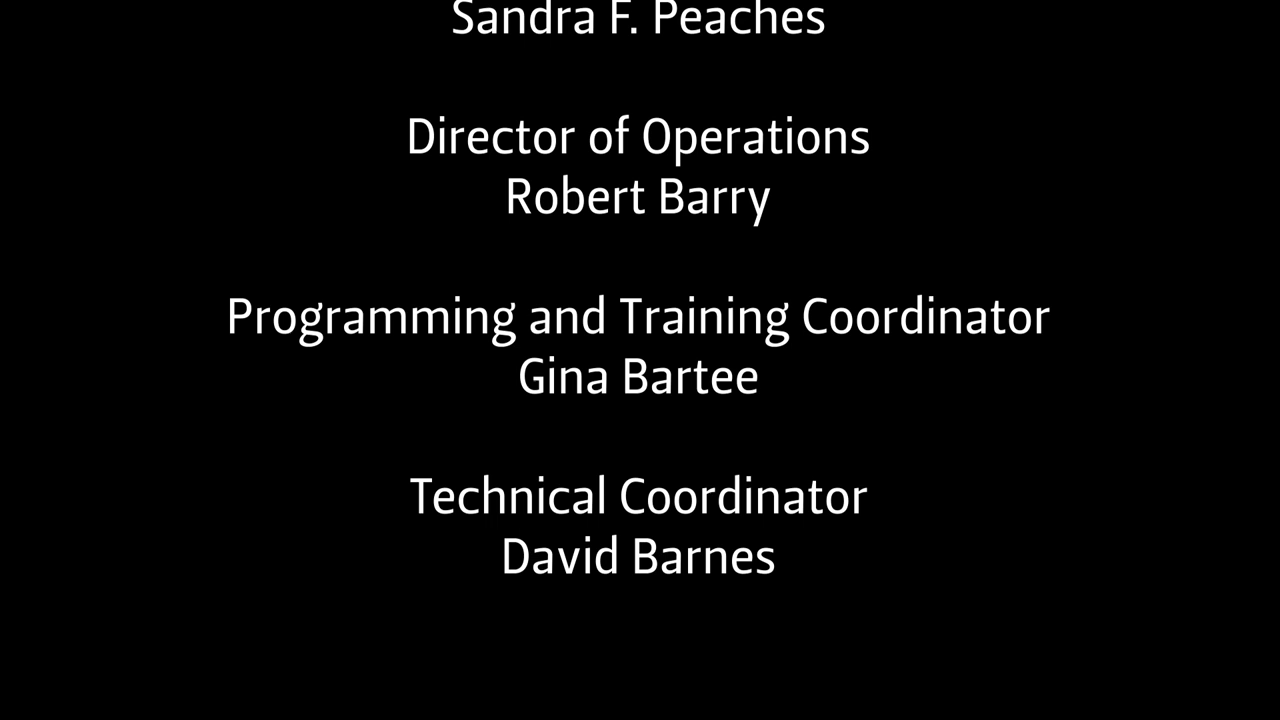 Sandra F. Peaches
Director of Operations
Robert Barry
Programming and Training Coordinator
Gina Bartee
Technical Coordinator
David Barnes